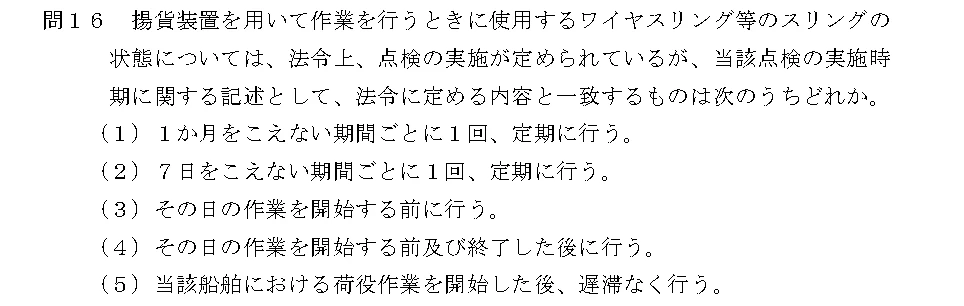 問１６　揚貨装置を用いて作業を行うときに使用するワイヤスリング等のスリングの
状態については、法令上、点検の実施が定められているが、当該点検の実施時
期に関する記述として、法令に定める内容と一致するものは次のうちどれか。
（１）１か月をこえない期間ごとに１回、定期に行う。
（２）７日をこえない期間ごとに１回、定期に行う。
（３）その日の作業を開始する前に行う。
（４）その日の作業を開始する前及び終了した後に行う。
（５）当該船舶における荷役作業を開始した後、遅滞なく行う。